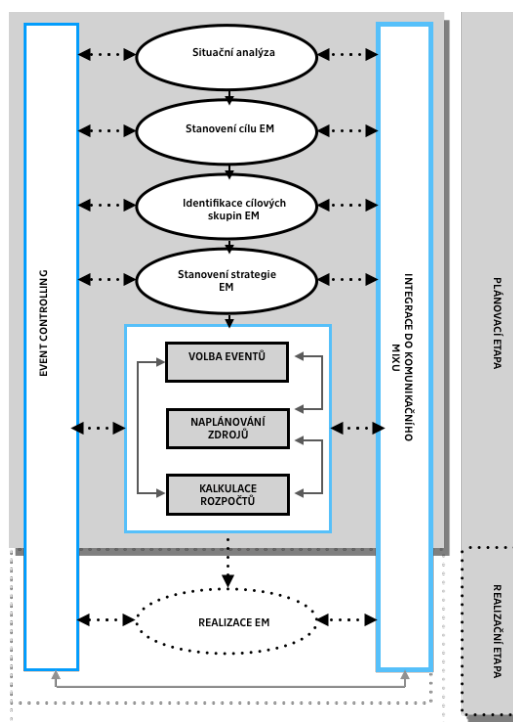 Situační analýza
Stanovení cílu EM
Identifikace cílových
skupin EM
Stanovení strategie
EM
EVENT CONTROLLING
INTEGRACE DO KOMUNIKAČNÍHO
MIXU
PLÁNOVACÍ ETAPA
VOLBA EVENTŮ
NAPLÁNOVÁNÍ
ZDROJŮ
KALKULACE
ROZPOČTŮ
REALIZACE EM
REALIZAČNÍ ETAPA